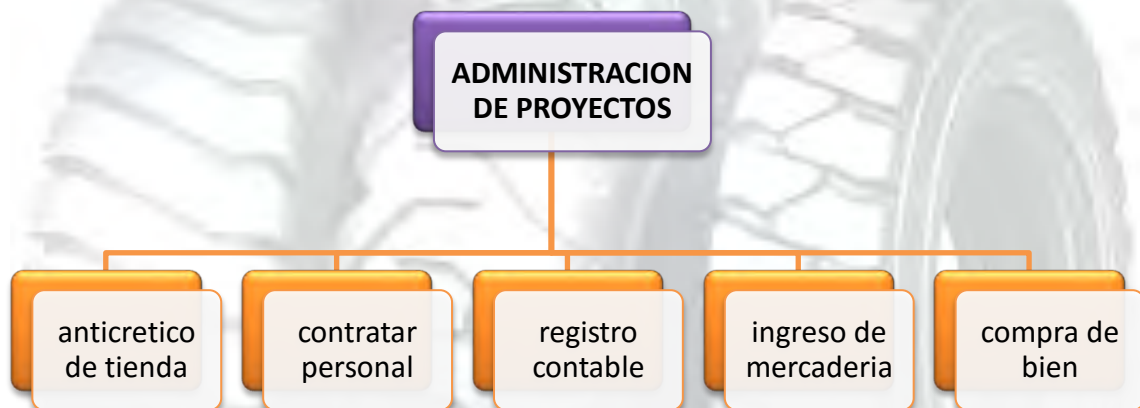 ADMINISTRACION
DE PROYECTOS
anticretico
de tienda
contratar
personal
registro
contable
ingreso de
mercaderia
compra de
bien